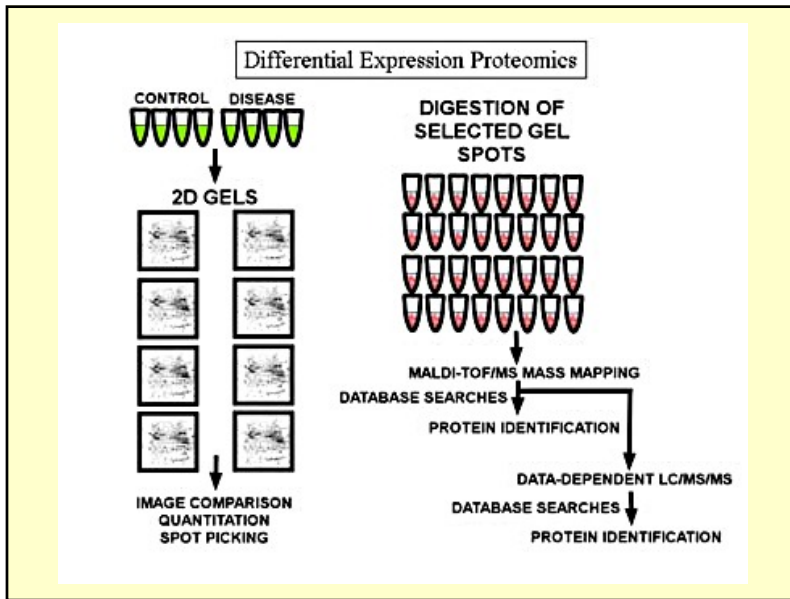 Differential Expression Proteomics
CONTROL DISEASE
2D GELS
IMAGE COMPARISON
QUANTITATION
SPOT PICKING
DIGESTION OF
SELECTED GEL
SPOTS
MALDI-TOF/MS MASS MAPPING
DATABASE SEARCHES
PROTEIN IDENTIFICATION
DATA-DEPENDENT LC/MS/MS
DATABASE SEARCHES
PROTEIN IDENTIFICATION